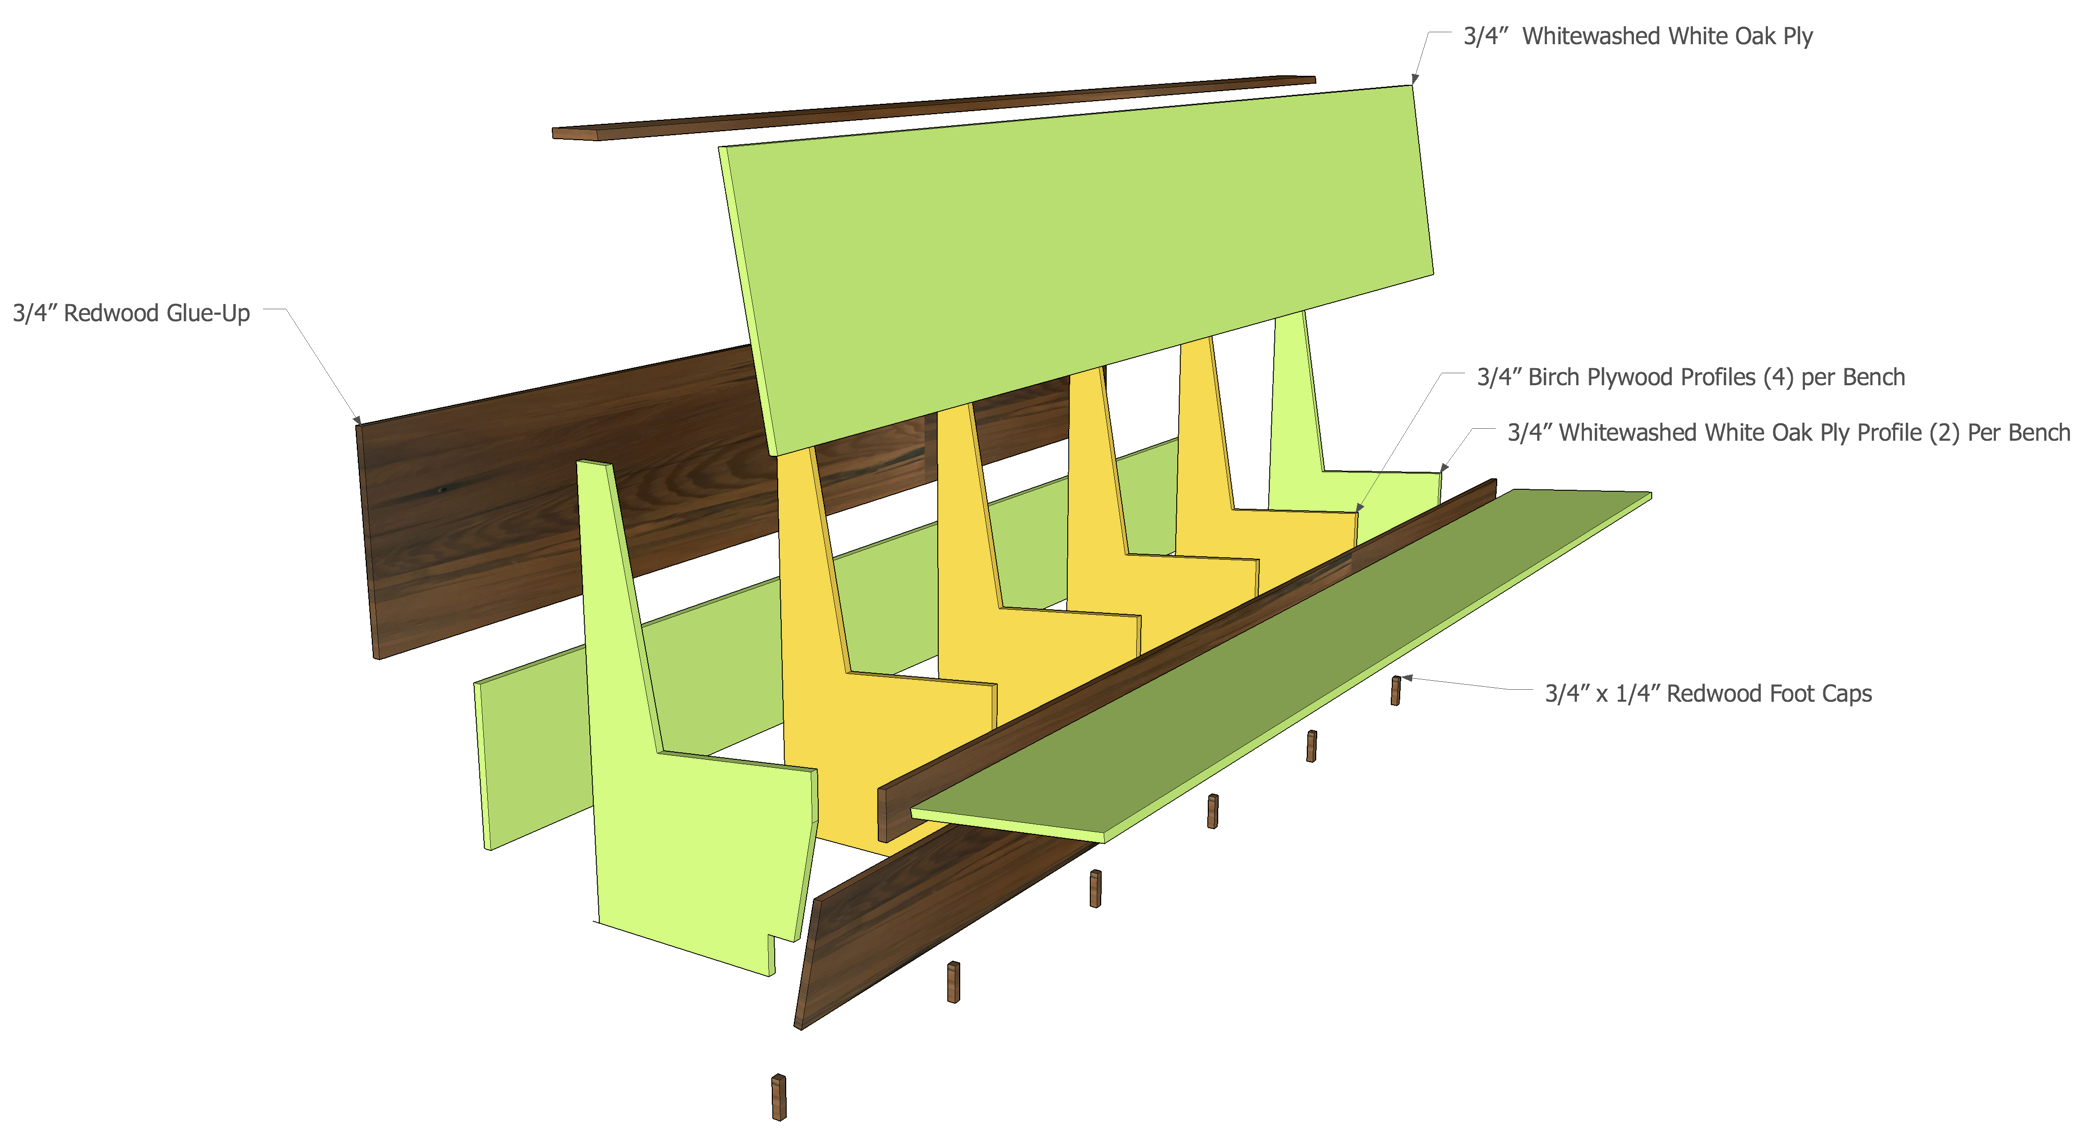 3/4”  Whitewashed White Oak Ply
3/4” Redwood Glue-Up
3/4” Birch Plywood Profiles (4) per Bench
3/4” Whitewashed White Oak Ply Profile (2) Per Bench
3/4” x 1/4” Redwood Foot Caps